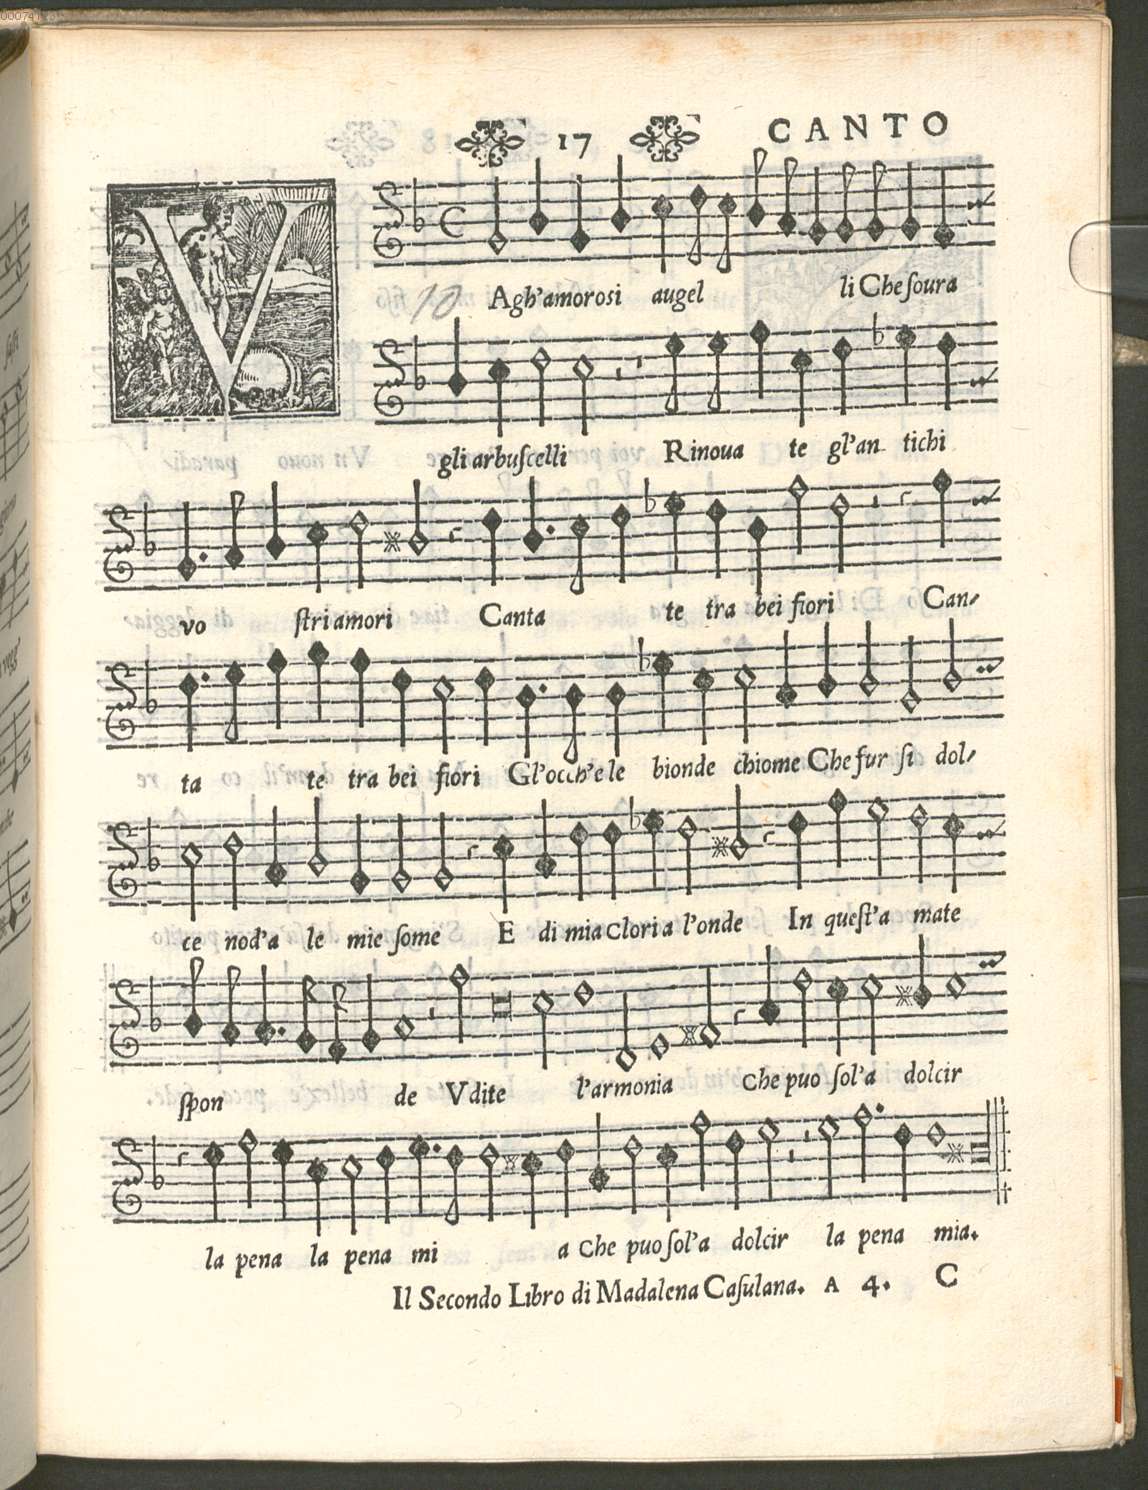 00074128
17 CANTO
VAgh'amorosi augel li Che ſoura
10
gli arbuſcelli Rinoua te gl'an tichi
vo ſtri amori Canta te tra bei fiori Can-
ta te tra bei fiori Gl'occh'e le bionde chiome Che fur ſi dol-
ce nod'a le mie ſome E di mia Clori a l'onde In queſt'a mate
ſpon de Vdite l'armonia Che puo ſol'a dolcir
la pena la pena mi a Che puo ſol'a dolcir la pena mia.
Il Secondo Libro di Madalena Caſulana. A 4. C